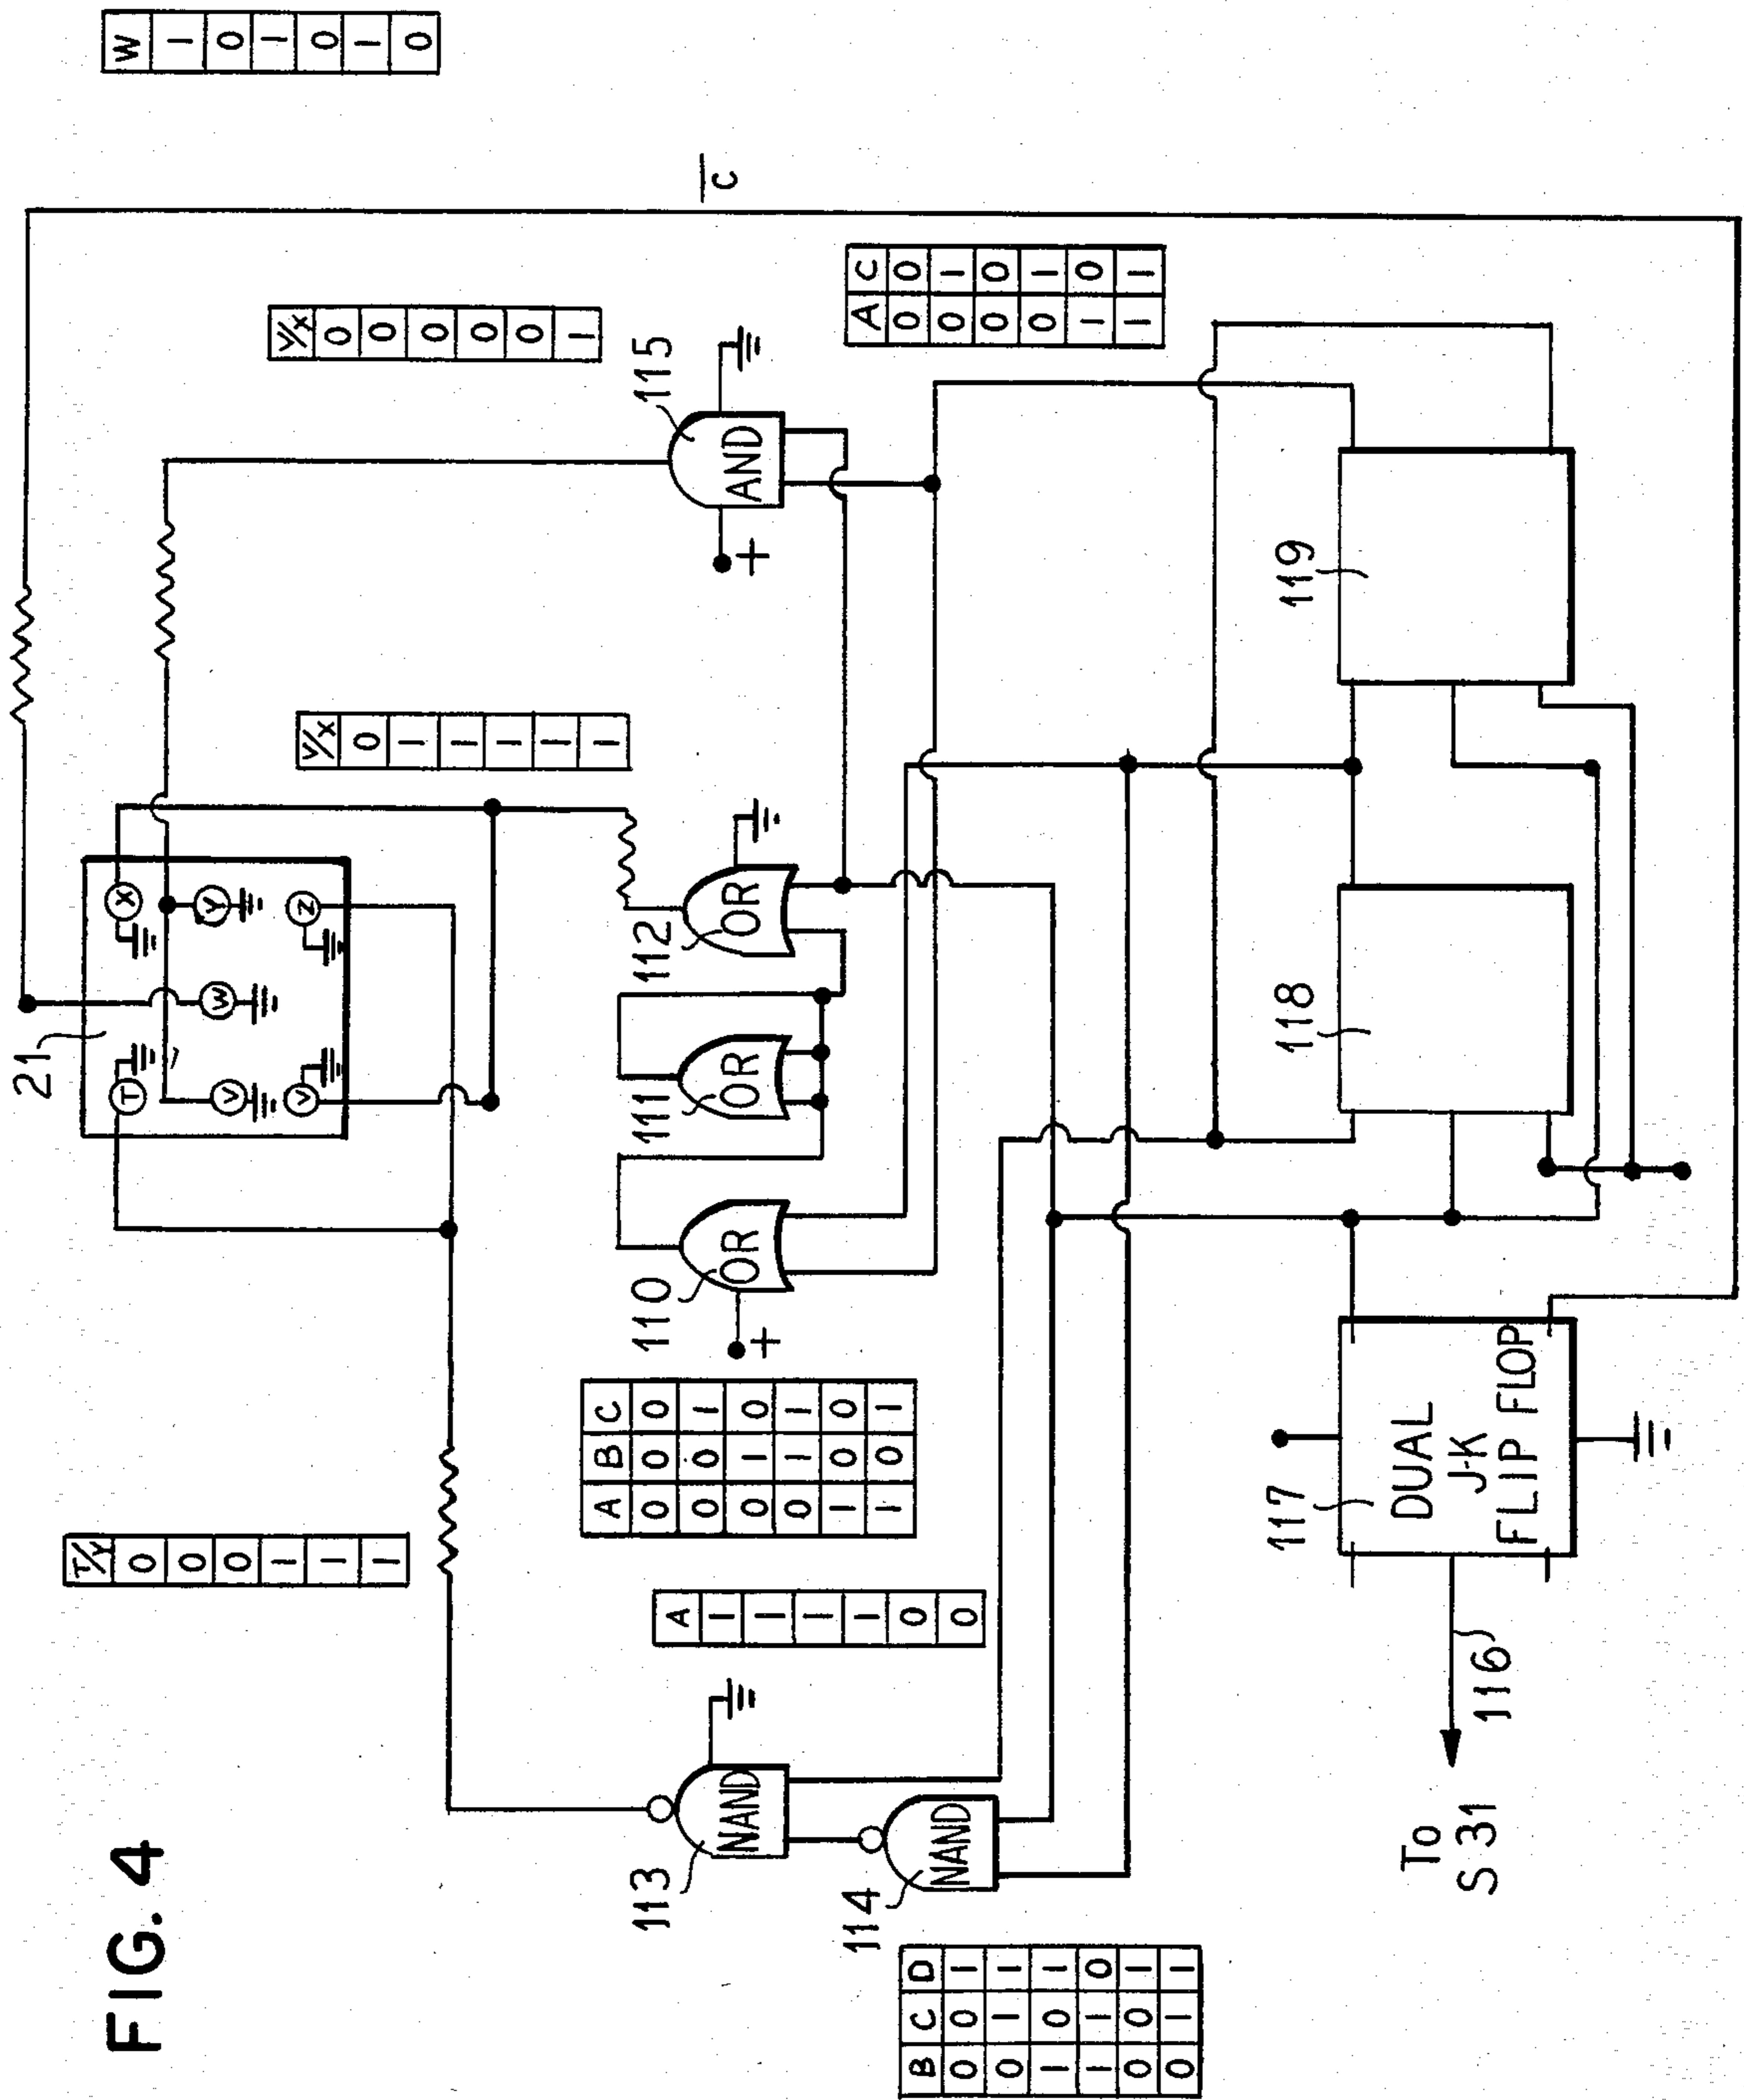 FIG. 4
T/Y
0
0
0
1
1
1
21
T
X
V
W
Y
V
Z
W
1
0
1
0
1
0
V/X
0
1
1
1
1
1
V/X
0
0
0
0
0
1
C
113
NAND
114
NAND
A
1
1
1
1
0
0
A B C
0 0 0
0 0 1
0 1 0
0 1 1
1 0 0
1 0 1
110
OR
+
111
OR
112
OR
115
AND
+
A C
0 0
0 1
0 0
0 1
1 0
1 1
B C D
0 0 1
0 1 1
1 0 1
1 1 0
0 0 1
0 1 1
To
S 31
116
117
DUAL
J-K
FLIP FLOP
118
119